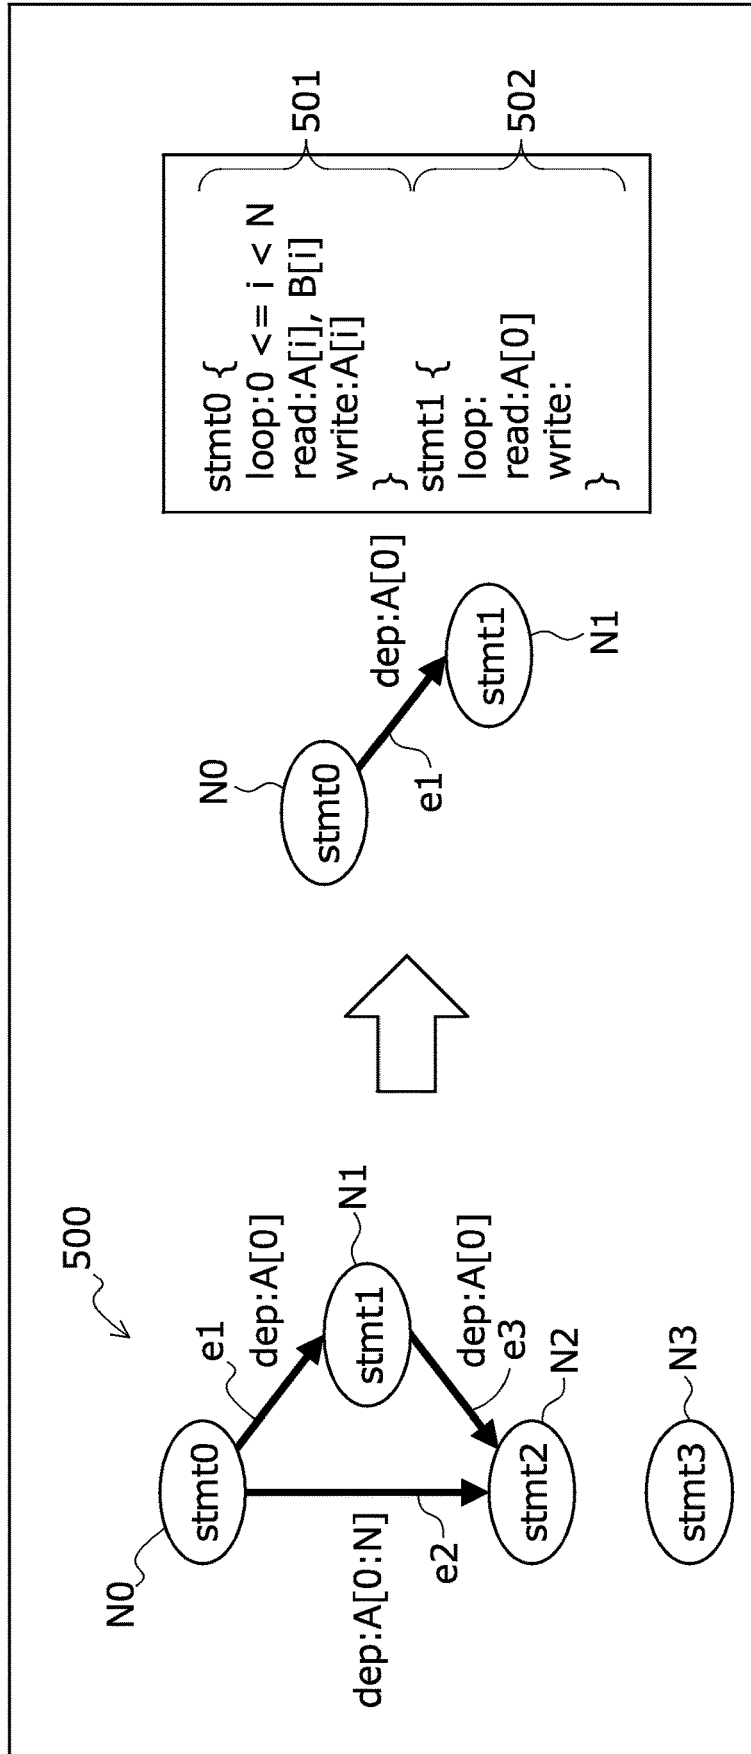 500
N0
stmt0
e1
dep:A[0]
N1
stmt1
dep:A[0:N]
e2
e3
dep:A[0]
stmt2
N2
stmt3
N3
N0
stmt0
dep:A[0]
e1
stmt1
N1
stmt0 {
loop:0 <= i < N
read:A[i], B[i]
write:A[i]
}
501
stmt1 {
loop:
read:A[0]
write:
}
502